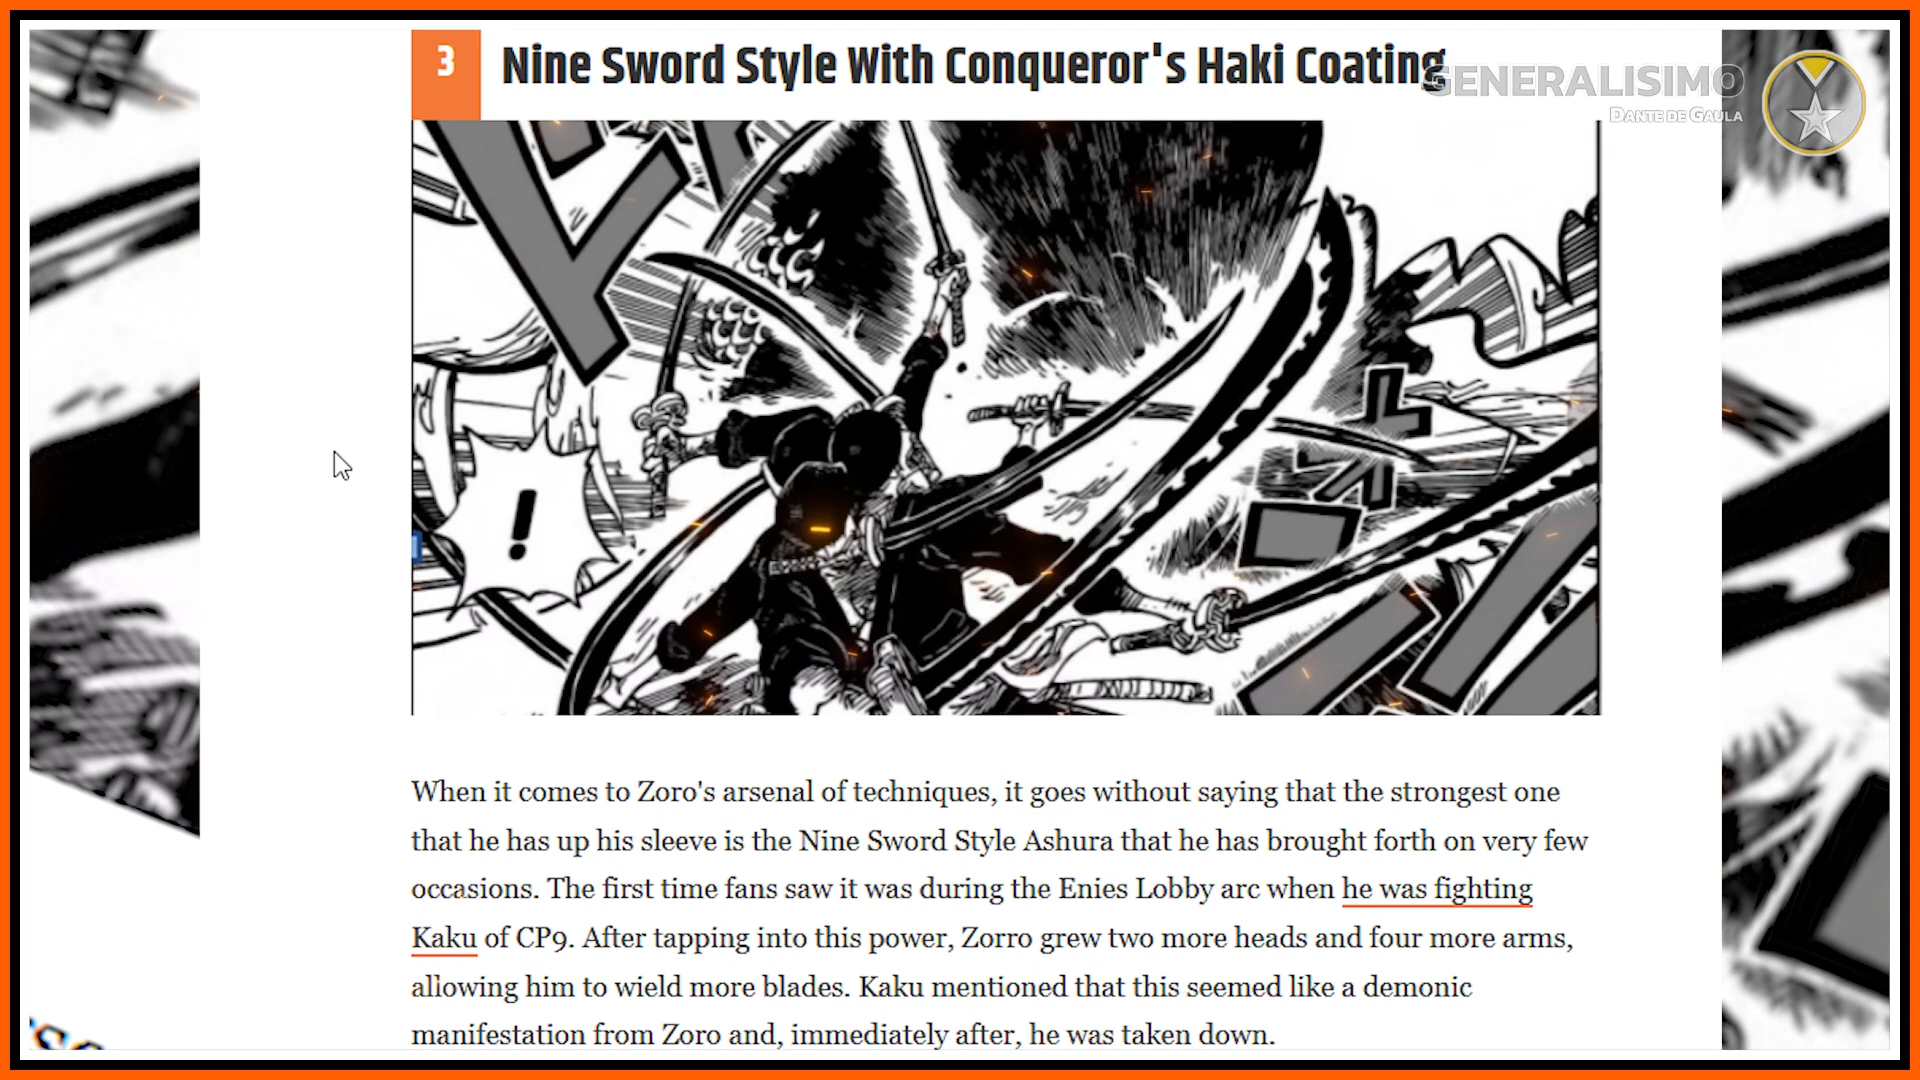 3
Nine Sword Style With Conqueror's Haki Coating
GENERALISIMO
DANTE DE GAULA
!
When it comes to Zoro's arsenal of techniques, it goes without saying that the strongest one
that he has up his sleeve is the Nine Sword Style Ashura that he has brought forth on very few
occasions. The first time fans saw it was during the Enies Lobby arc when he was fighting
Kaku of CP9. After tapping into this power, Zorro grew two more heads and four more arms,
allowing him to wield more blades. Kaku mentioned that this seemed like a demonic
manifestation from Zoro and, immediately after, he was taken down.